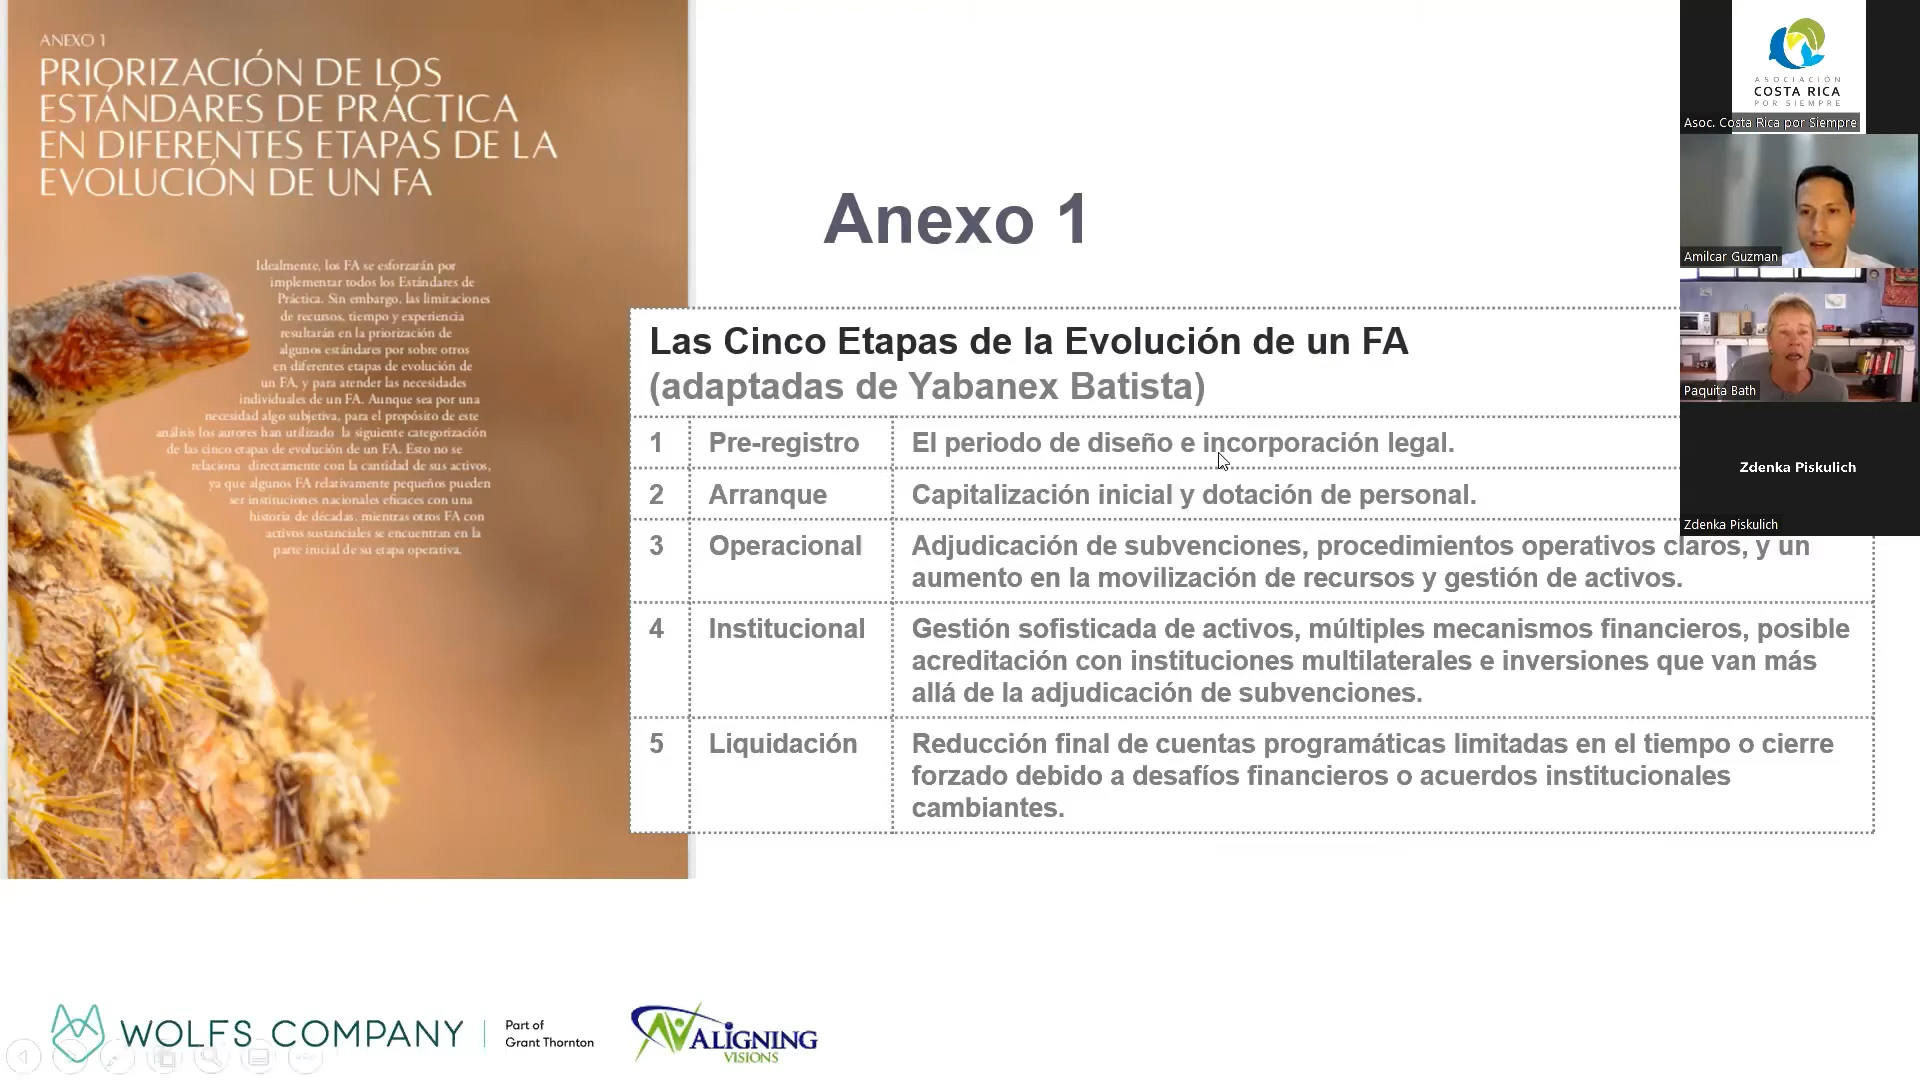 ANEXO 1
PRIORIZACIÓN DE LOS
ESTÁNDARES DE PRÁCTICA
EN DIFERENTES ETAPAS DE LA
EVOLUCIÓN DE UN FA
Idealmente, los FA se esforzarán por
implementar todos los Estándares de
Práctica. Sin embargo, las limitaciones
de recursos, tiempo y experiencia
resultarán en la priorización de
algunos estándares por sobre otros
en diferentes etapas de evolución de
un FA, y para atender las necesidades
individuales de un FA. Aunque sea por una
necesidad algo subjetiva, para el propósito de este
análisis los autores han utilizado la siguiente categorización
de las cinco etapas de evolución de un FA. Esto no se
relaciona directamente con la cantidad de sus activos,
ya que algunos FA relativamente pequeños pueden
ser instituciones nacionales eficaces con una
historia de décadas, mientras otros FA con
activos sustanciales se encuentran en la
parte inicial de su etapa operativa.
Anexo 1
Las Cinco Etapas de la Evolución de un FA
(adaptadas de Yabanex Batista)
1 Pre-registro El periodo de diseño e incorporación legal.
2 Arranque Capitalización inicial y dotación de personal.
3 Operacional Adjudicación de subvenciones, procedimientos operativos claros, y un
aumento en la movilización de recursos y gestión de activos.
4 Institucional Gestión sofisticada de activos, múltiples mecanismos financieros, posible
acreditación con instituciones multilaterales e inversiones que van más
allá de la adjudicación de subvenciones.
5 Liquidación Reducción final de cuentas programáticas limitadas en el tiempo o cierre
forzado debido a desafíos financieros o acuerdos institucionales
cambiantes.
ASOCIACIÓN
COSTA RICA
POR SIEMPRE
Asoc. Costa Rica por Siempre
Amilcar Guzman
Paquita Bath
Zdenka Piskulich
Zdenka Piskulich
WOLFS COMPANY
Part of
Grant Thornton
ALIGNING
VISIONS